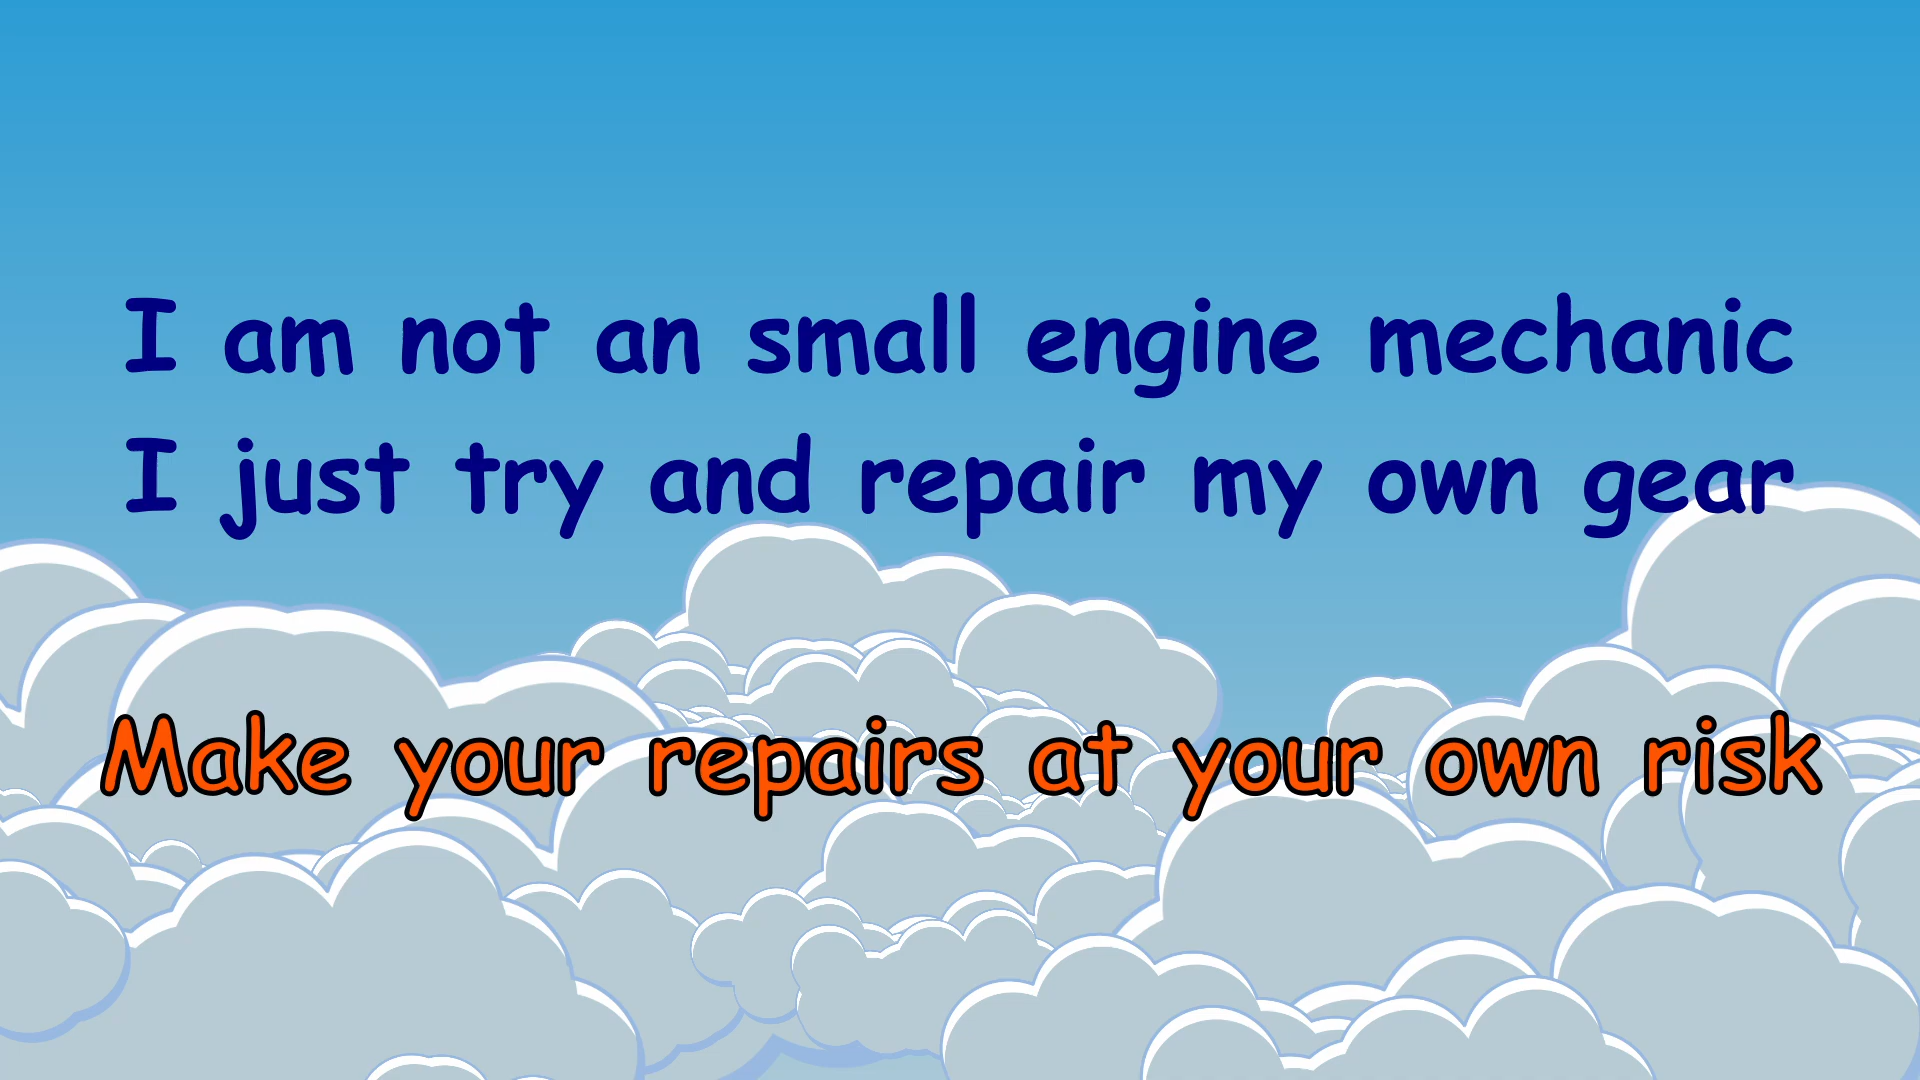 I am not an small engine mechanic
I just try and repair my own gear
Make your repairs at your own risk